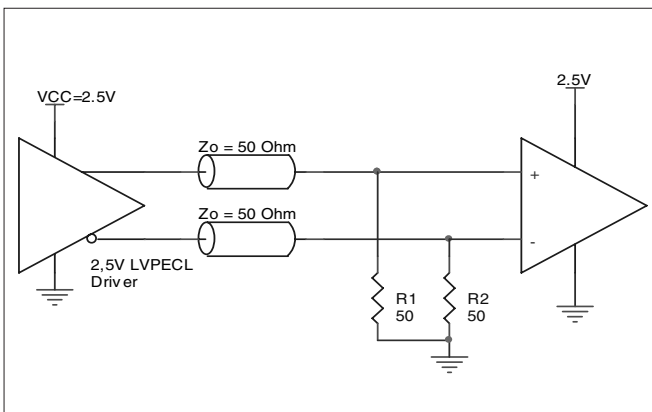 VCC=2.5V
2.5V
Zo = 50 Ohm
+
Zo = 50 Ohm
-
2,5V LVPECL
Driver
R1
50
R2
50